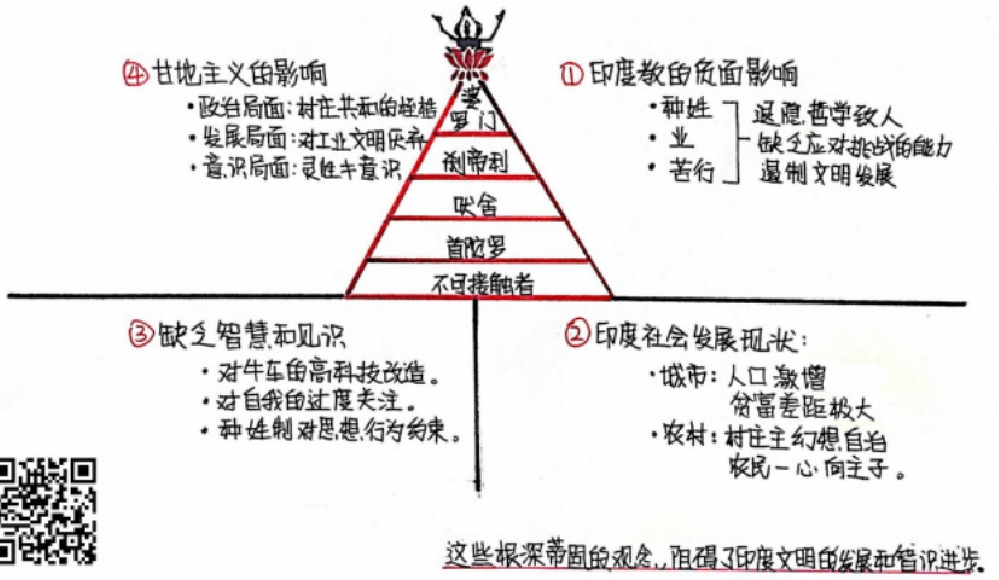 ④甘地主义的影响
·政治局面:村庄共和的桎梏
·发展局面:对工业文明厌弃
·意识局面:灵性半意识
①印度教的负面影响
·种姓
·业
·苦行
退隐哲学致人
缺乏应对挑战的能力
遏制文明发展
婆
罗门
刹帝利
吠舍
首陀罗
不可接触者
③缺乏智慧和见识
·对牛车的高科技改造。
·对自我的过度关注。
·种姓制对思想行为约束。
②印度社会发展现状:
·城市:人口激增
贫富差距极大
·农村:村庄主幻想自治
农民一心向主子。
这些根深蒂固的观念,阻碍了印度文明的发展和智识进步。